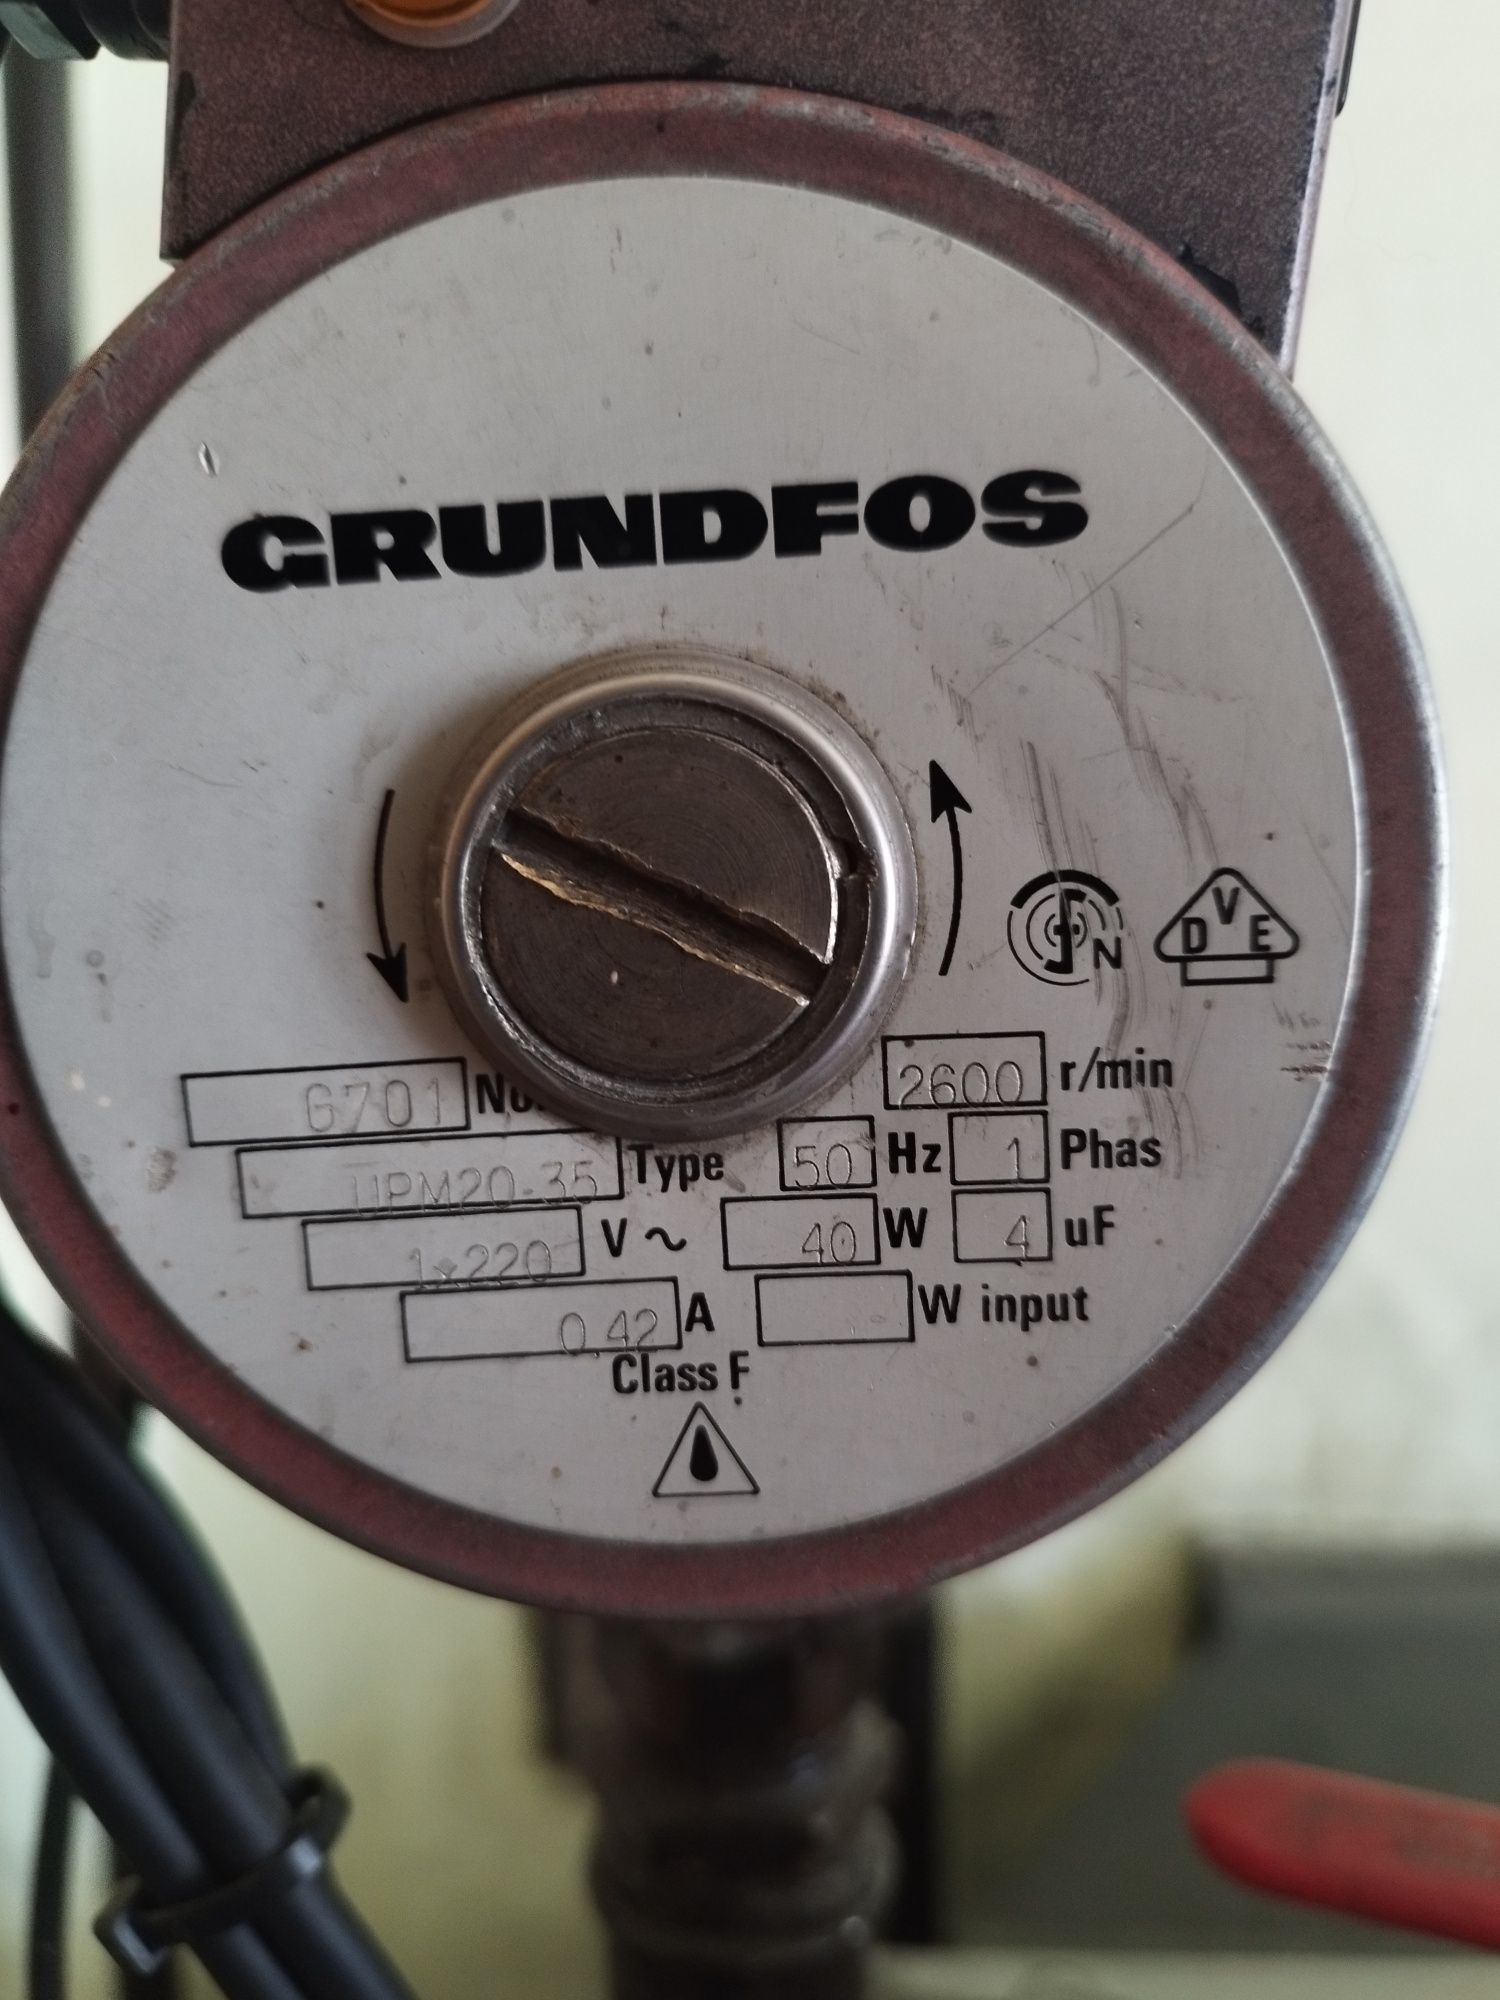 GRUNDFOS
N
D V E
G701 No.
2600 r/min
UPM20-35 Type
50 Hz 1 Phas
1x220 V ~
40 W 4 uF
0.42 A
- W input
Class F